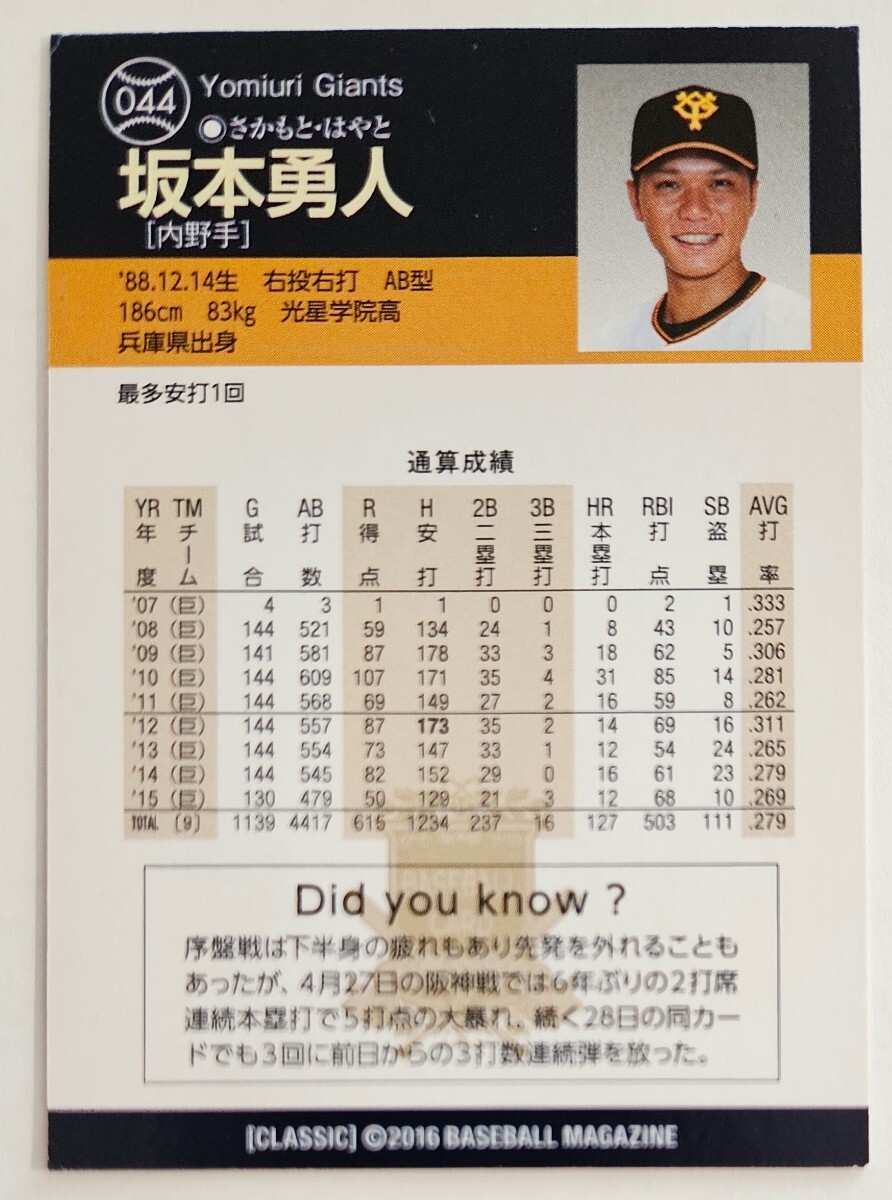 044
Yomiuri Giants
●さかもと・はやと
坂本勇人
[内野手]
'88.12.14生 右投右打 AB型
186cm 83kg 光星学院高
兵庫県出身
最多安打1回
通算成績
YR TM G AB R H 2B 3B HR RBI SB AVG
年度 チーム 試合 打数 得点 安打 二塁打 三塁打 本塁打 打点 盗塁 打率
'07 (巨) 4 3 1 1 0 0 0 2 1 .333
'08 (巨) 144 521 59 134 24 1 8 43 10 .257
'09 (巨) 141 581 87 178 33 3 18 62 5 .306
'10 (巨) 144 609 107 171 35 4 31 85 14 .281
'11 (巨) 144 568 69 149 27 2 16 59 8 .262
'12 (巨) 144 557 87 173 35 2 14 69 16 .311
'13 (巨) 144 554 73 147 33 1 12 54 24 .265
'14 (巨) 144 545 82 152 29 0 16 61 23 .279
'15 (巨) 130 479 50 129 21 3 12 68 10 .269
TOTAL (9) 1139 4417 615 1234 237 16 127 503 111 .279
Did you know ?
序盤戦は下半身の疲れもあり先発を外れることも
あったが、4月27日の阪神戦では6年ぶりの2打席
連続本塁打で5打点の大暴れ。続く28日の同カー
ドでも3回に前日からの3打数連続弾を放った。
[CLASSIC] ©2016 BASEBALL MAGAZINE